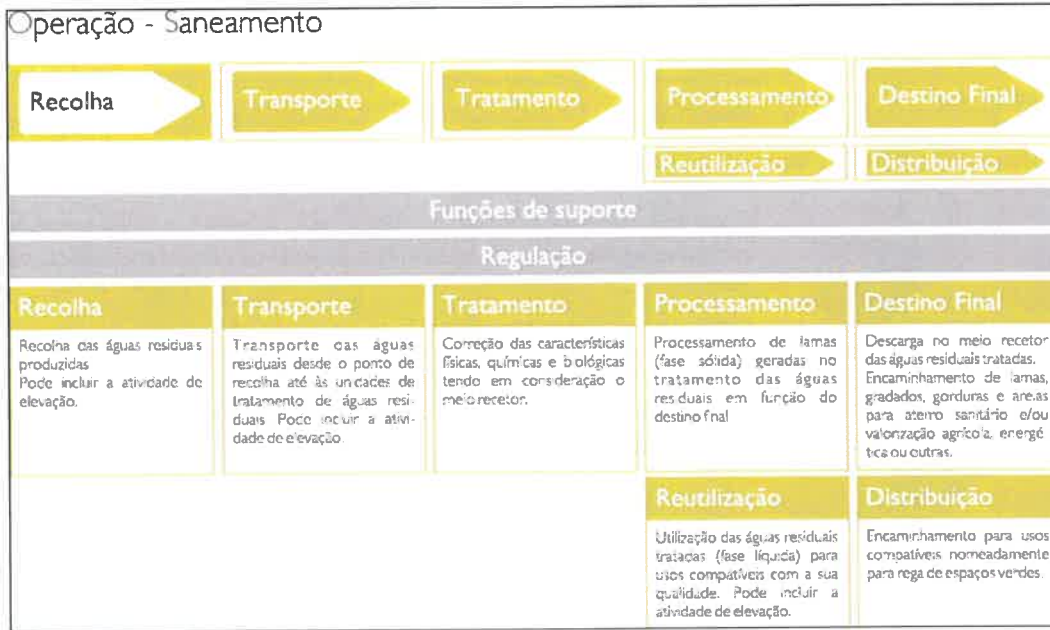 Operação - Saneamento
Recolha
Transporte
Tratamento
Processamento
Destino Final
Reutilização
Distribuição
Funções de suporte
Regulação
Recolha
Recolha das águas residuais
produzidas
Pode incluir a atividade de
elevação.
Transporte
Transporte das águas
residuais desde o ponto de
recolha até às unidades de
tratamento de águas resi-
duais. Pode incluir a ativi-
dade de elevação.
Tratamento
Correção das características
físicas, químicas e biológicas
tendo em consideração o
meio recetor.
Processamento
Processamento de lamas
(fase sólida) geradas no
tratamento das águas
residuais em função do
destino final
Destino Final
Descarga no meio recetor
das águas residuais tratadas.
Encaminhamento de lamas,
gradados, gorduras e areias
para aterro sanitário e/ou
valorização agrícola, energé-
tica ou outras.
Reutilização
Utilização das águas residuais
tratadas (fase líquida) para
usos compatíveis com a sua
qualidade. Pode incluir a
atividade de elevação.
Distribuição
Encaminhamento para usos
compatíveis nomeadamente
para rega de espaços verdes.